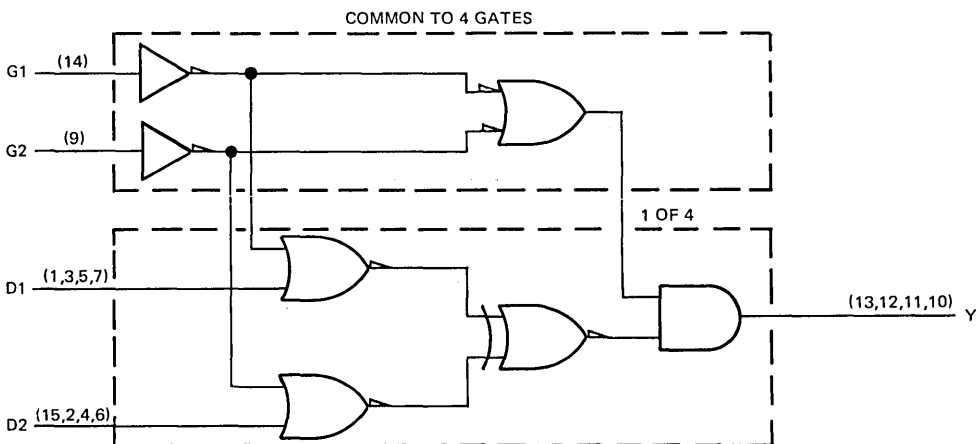 COMMON TO 4 GATES
G1 (14)
G2 (9)
1 OF 4
D1 (1,3,5,7)
(13,12,11,10) Y
D2 (15,2,4,6)